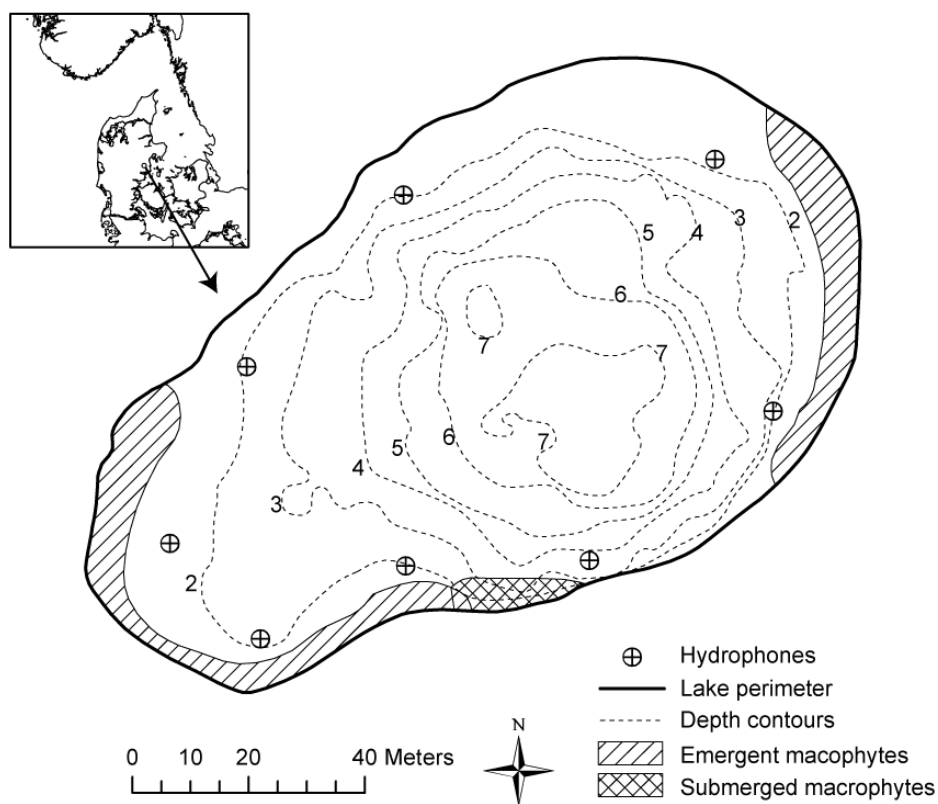 2
3
4
5
6
7
7
7
6
5
4
3
2
Hydrophones
Lake perimeter
Depth contours
Emergent macophytes
Submerged macrophytes
N
0 10 20 40 Meters